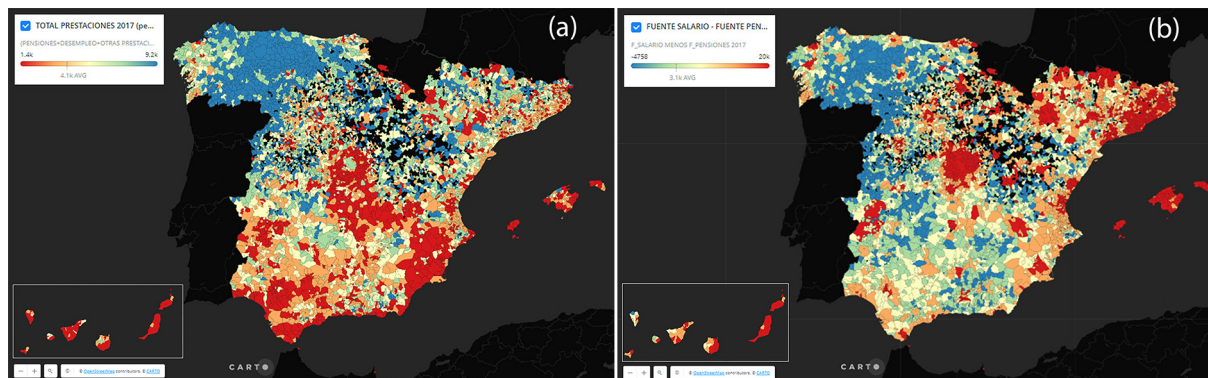 TOTAL PRESTACIONES 2017 (pe...
(PENSIONES+DESEMPLEO+OTRAS PRESTACI...
1.4k 9.2k
4.1k AVG
(a)
CARTO
© OpenStreetMap contributors, © CARTO
FUENTE SALARIO - FUENTE PEN...
F_SALARIO MENOS F_PENSIONES 2017
-4758 20k
3.1k AVG
(b)
CARTO
© OpenStreetMap contributors, © CARTO